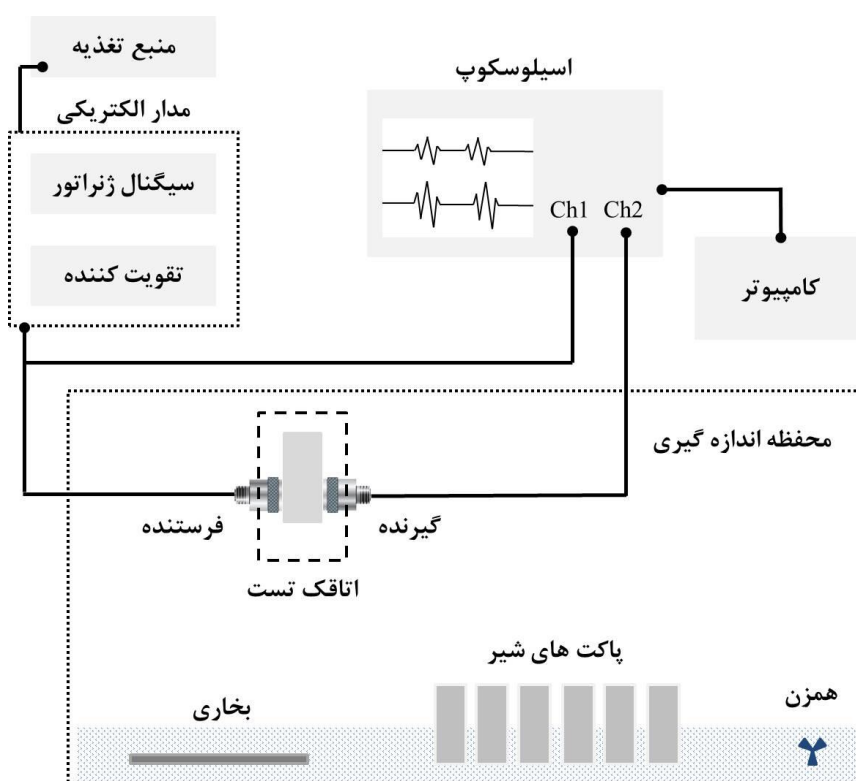 منبع تغذیه
مدار الکتریکی
سیگنال ژنراتور
تقویت کننده
اسیلوسکوپ
Ch1 Ch2
کامپیوتر
محفظه اندازه گیری
فرستنده
گیرنده
اتاقک تست
پاکت های شیر
همزن
بخاری